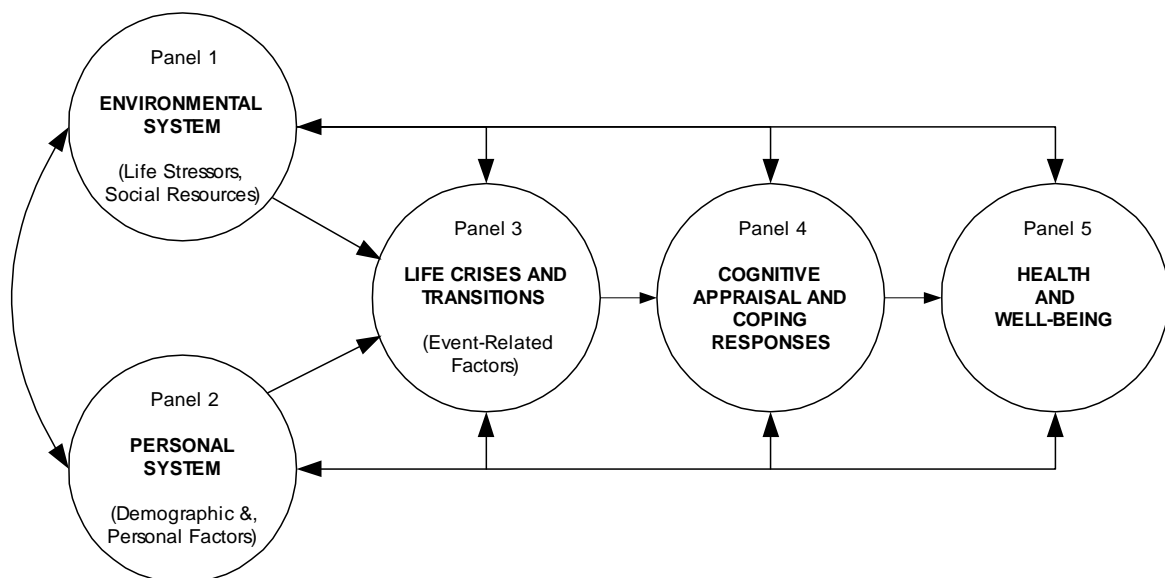 Panel 1
ENVIRONMENTAL
SYSTEM
(Life Stressors,
Social Resources)
Panel 2
PERSONAL
SYSTEM
(Demographic &,
Personal Factors)
Panel 3
LIFE CRISES AND
TRANSITIONS
(Event-Related
Factors)
Panel 4
COGNITIVE
APPRAISAL AND
COPING
RESPONSES
Panel 5
HEALTH
AND
WELL-BEING